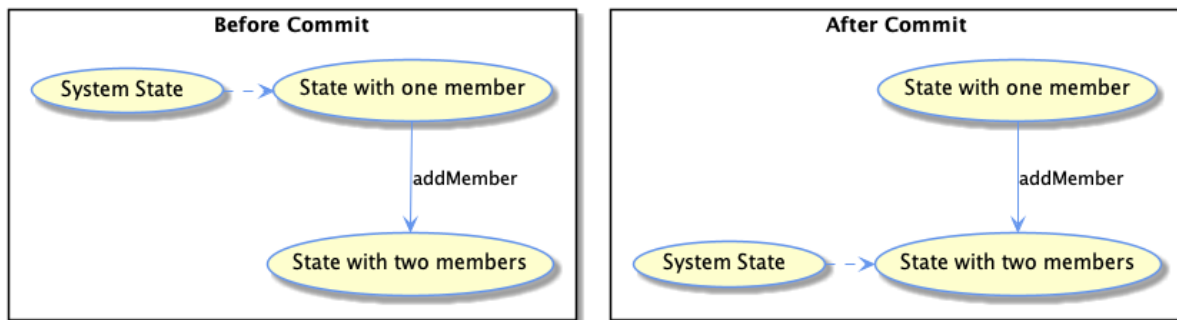 Before Commit
System State
State with one member
addMember
State with two members
After Commit
State with one member
addMember
System State
State with two members